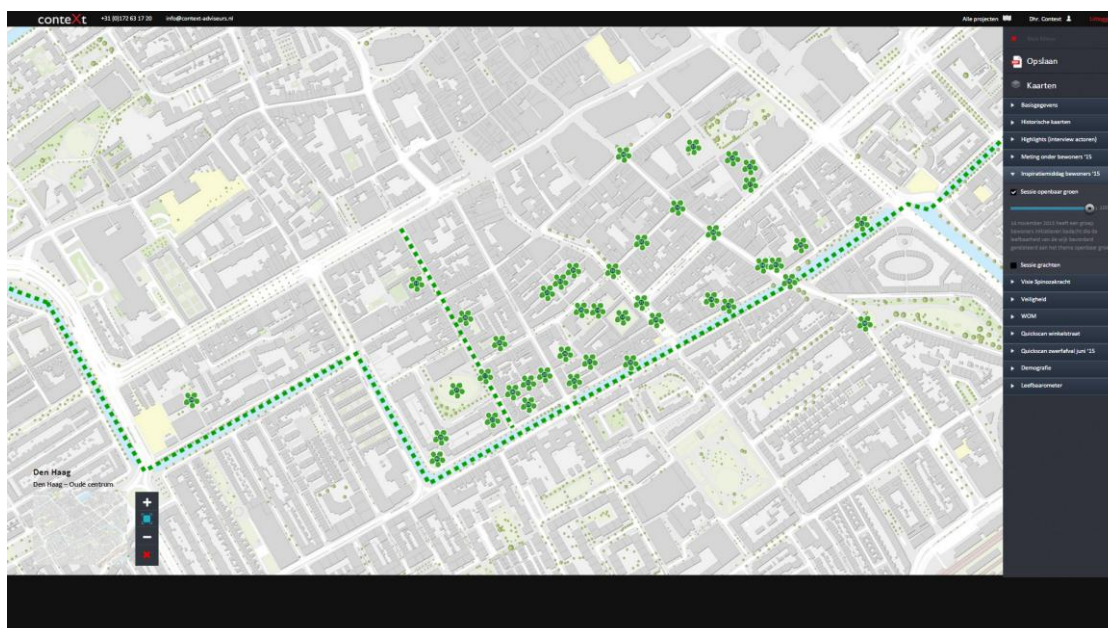 conteXt +31 (0)172 63 17 20 info@context-adviseurs.nl
Alle projecten Dhr. Context
Opslaan
Kaarten
Basisgegevens
Historische kaarten
Highlights (interview actoren)
Meting onder bewoners '15
Inspiratiemiddag bewoners '15
Sessie openbaar groen
Sessie grachten
Visie Spinozakracht
Veiligheid
WOM
Quickscan winkelstraat
Quickscan zwerfafval juni '15
Demografie
Leefbaarometer
Den Haag
Den Haag – Oude centrum